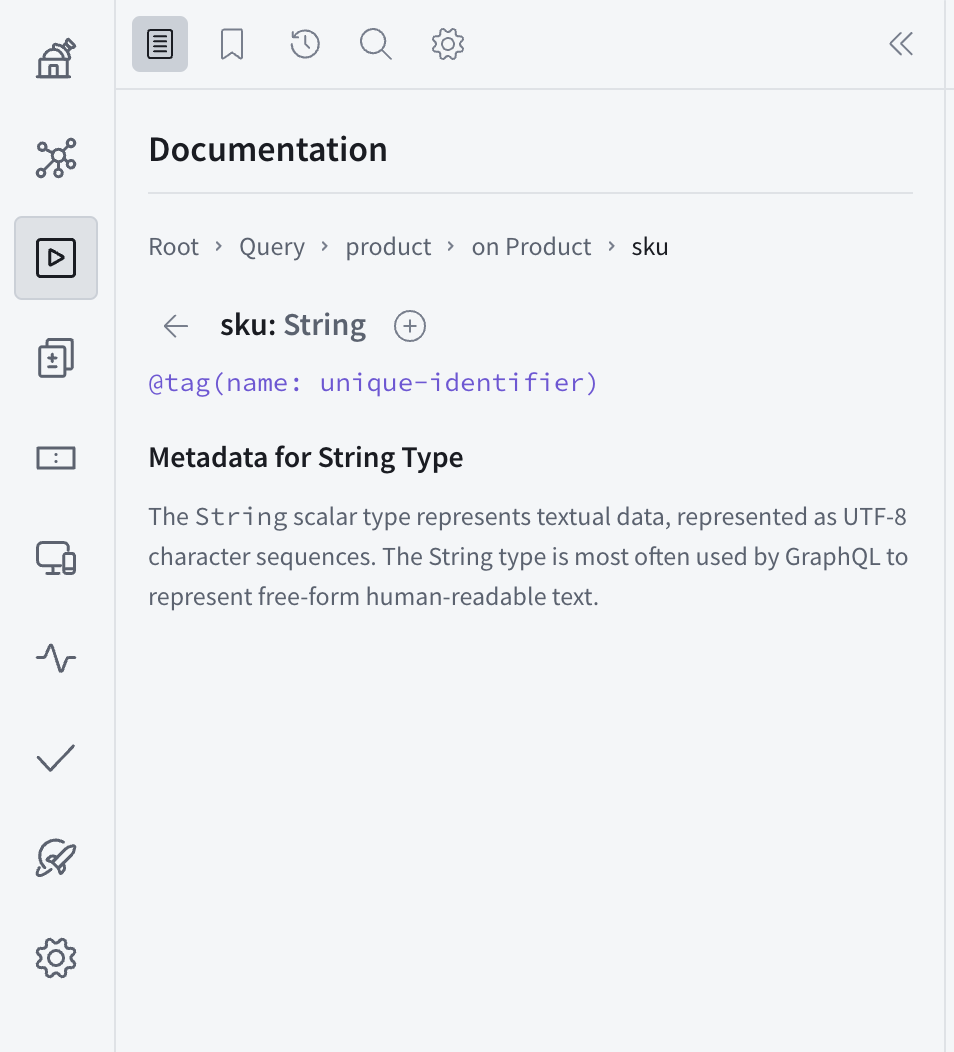 Documentation
Root > Query > product > on Product > sku
sku: String
@tag(name: unique-identifier)
Metadata for String Type
The String scalar type represents textual data, represented as UTF-8
character sequences. The String type is most often used by GraphQL to
represent free-form human-readable text.